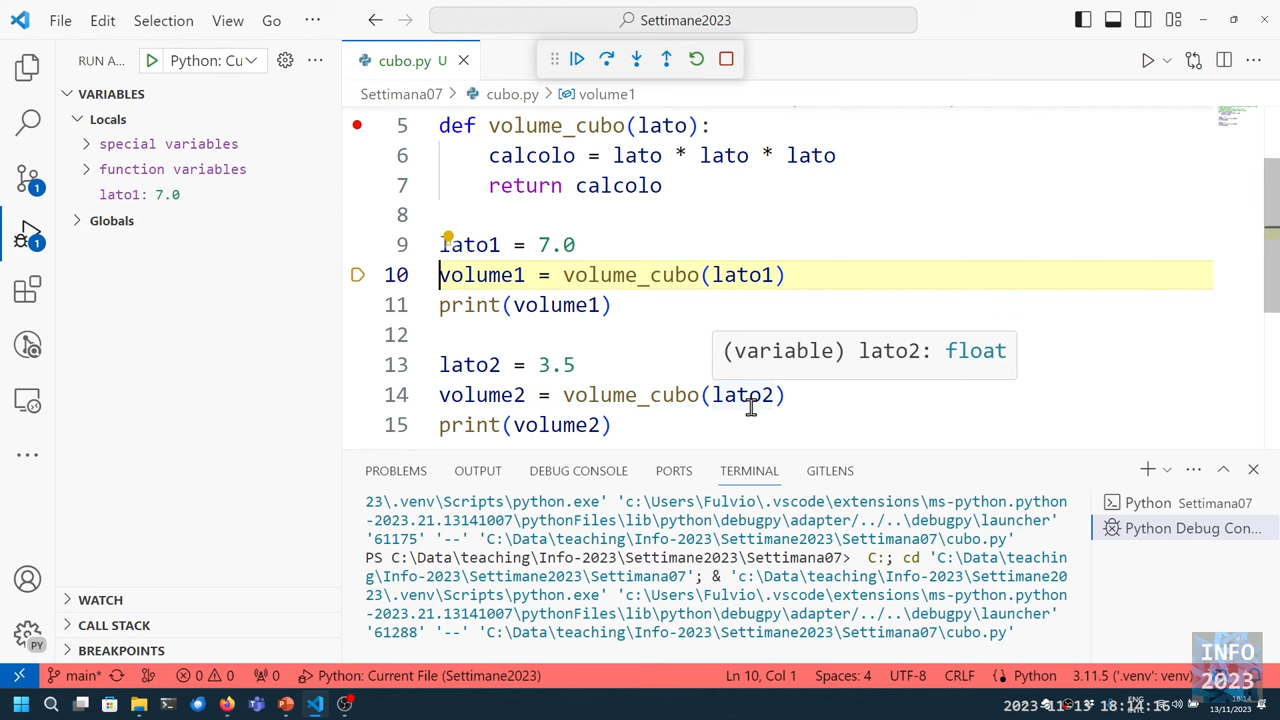 File Edit Selection View Go ··· Settimane2023
RUN A... Python: Cu
cubo.py U
Settimana07 > cubo.py > volume1
VARIABLES
Locals
special variables
function variables
lato1: 7.0
Globals
5 def volume_cubo(lato):
6 calcolo = lato * lato * lato
7 return calcolo
8
9 lato1 = 7.0
10 volume1 = volume_cubo(lato1)
11 print(volume1)
12
(variable) lato2: float
13 lato2 = 3.5
14 volume2 = volume_cubo(lato2)
15 print(volume2)
PROBLEMS OUTPUT DEBUG CONSOLE PORTS TERMINAL GITLENS
23\.venv\Scripts\python.exe' 'c:\Users\Fulvio\.vscode\extensions\ms-python.python
-2023.21.13141007\pythonFiles\lib\python\debugpy\adapter/../..\debugpy\launcher'
'61175' '--' 'C:\Data\teaching\Info-2023\Settimane2023\Settimana07\cubo.py'
PS C:\Data\teaching\Info-2023\Settimane2023\Settimana07> C:; cd 'C:\Data\teachin
g\Info-2023\Settimane2023\Settimana07'; & 'c:\Data\teaching\Info-2023\Settimane20
23\.venv\Scripts\python.exe' 'c:\Users\Fulvio\.vscode\extensions\ms-python.python
-2023.21.13141007\pythonFiles\lib\python\debugpy\adapter/../..\debugpy\launcher'
'61288' '--' 'C:\Data\teaching\Info-2023\Settimane2023\Settimana07\cubo.py'
Python Settimana07
Python Debug Con...
WATCH
CALL STACK
BREAKPOINTS
1
1
PY
main* 0 0 0 Python: Current File (Settimane2023) Ln 10, Col 1 Spaces: 4 UTF-8 CRLF Python 3.11.5 ('.venv': venv)
INFO
2023
18:14
13/11/2023